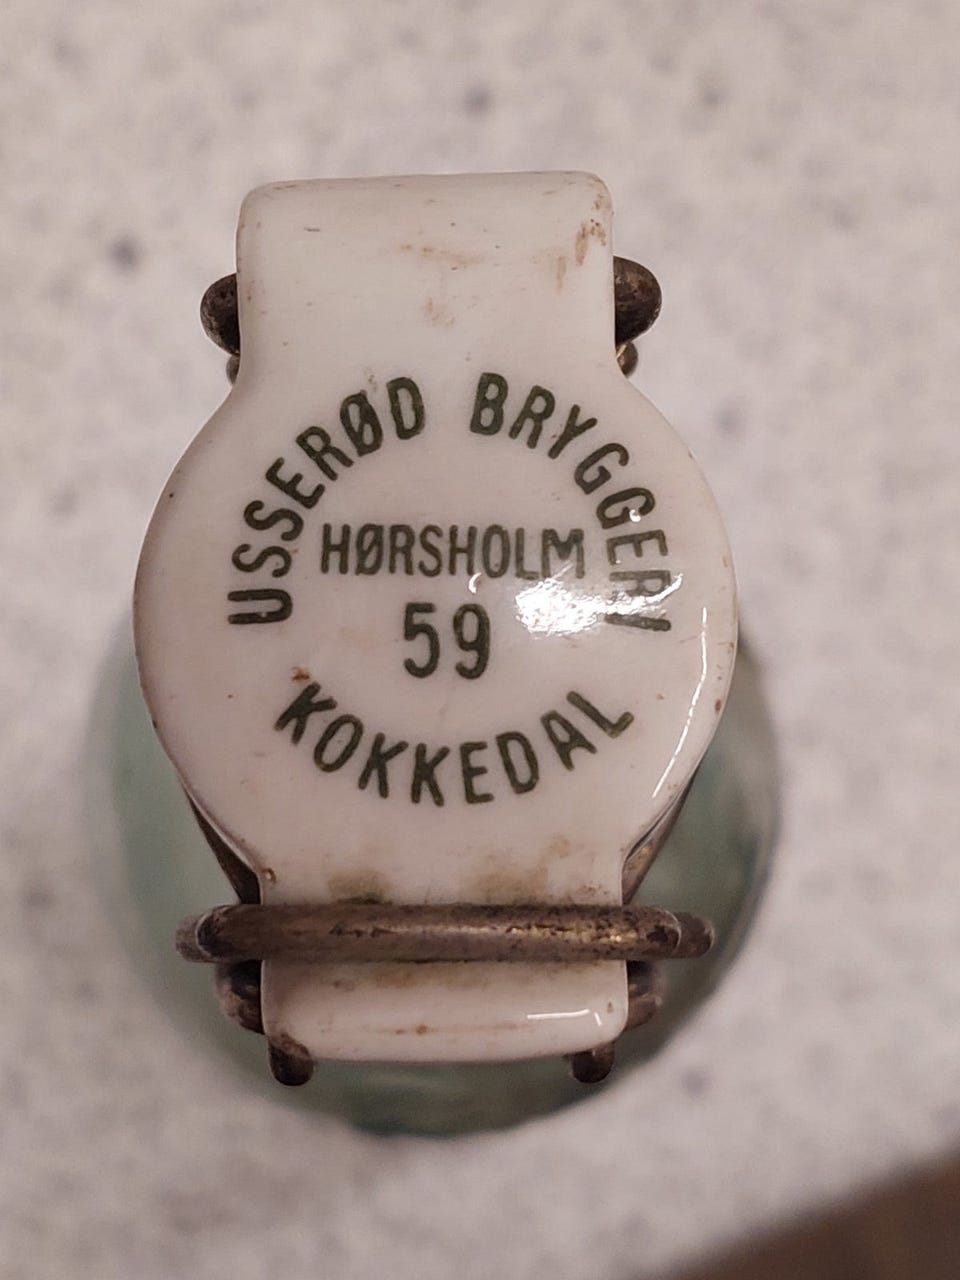 USSERØD BRYGGERI
HØRSHOLM
59
KOKKEDAL